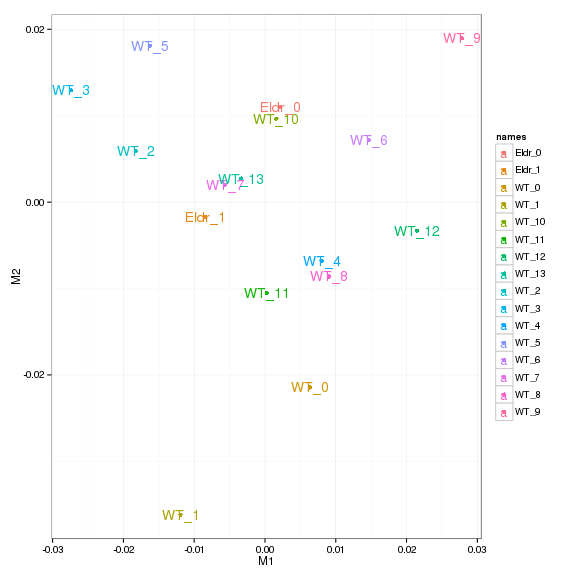 0.02
WT_9
WT_5
WT_3
Eldr_0
WT_10
WT_6
WT_2
WT_13
WT_7
0.00
Eldr_1
WT_12
WT_4
WT_8
WT_11
-0.02
WT_0
WT_1
-0.03 -0.02 -0.01 0.00 0.01 0.02 0.03
M1
M2
names
a Eldr_0
a Eldr_1
a WT_0
a WT_1
a WT_10
a WT_11
a WT_12
a WT_13
a WT_2
a WT_3
a WT_4
a WT_5
a WT_6
a WT_7
a WT_8
a WT_9